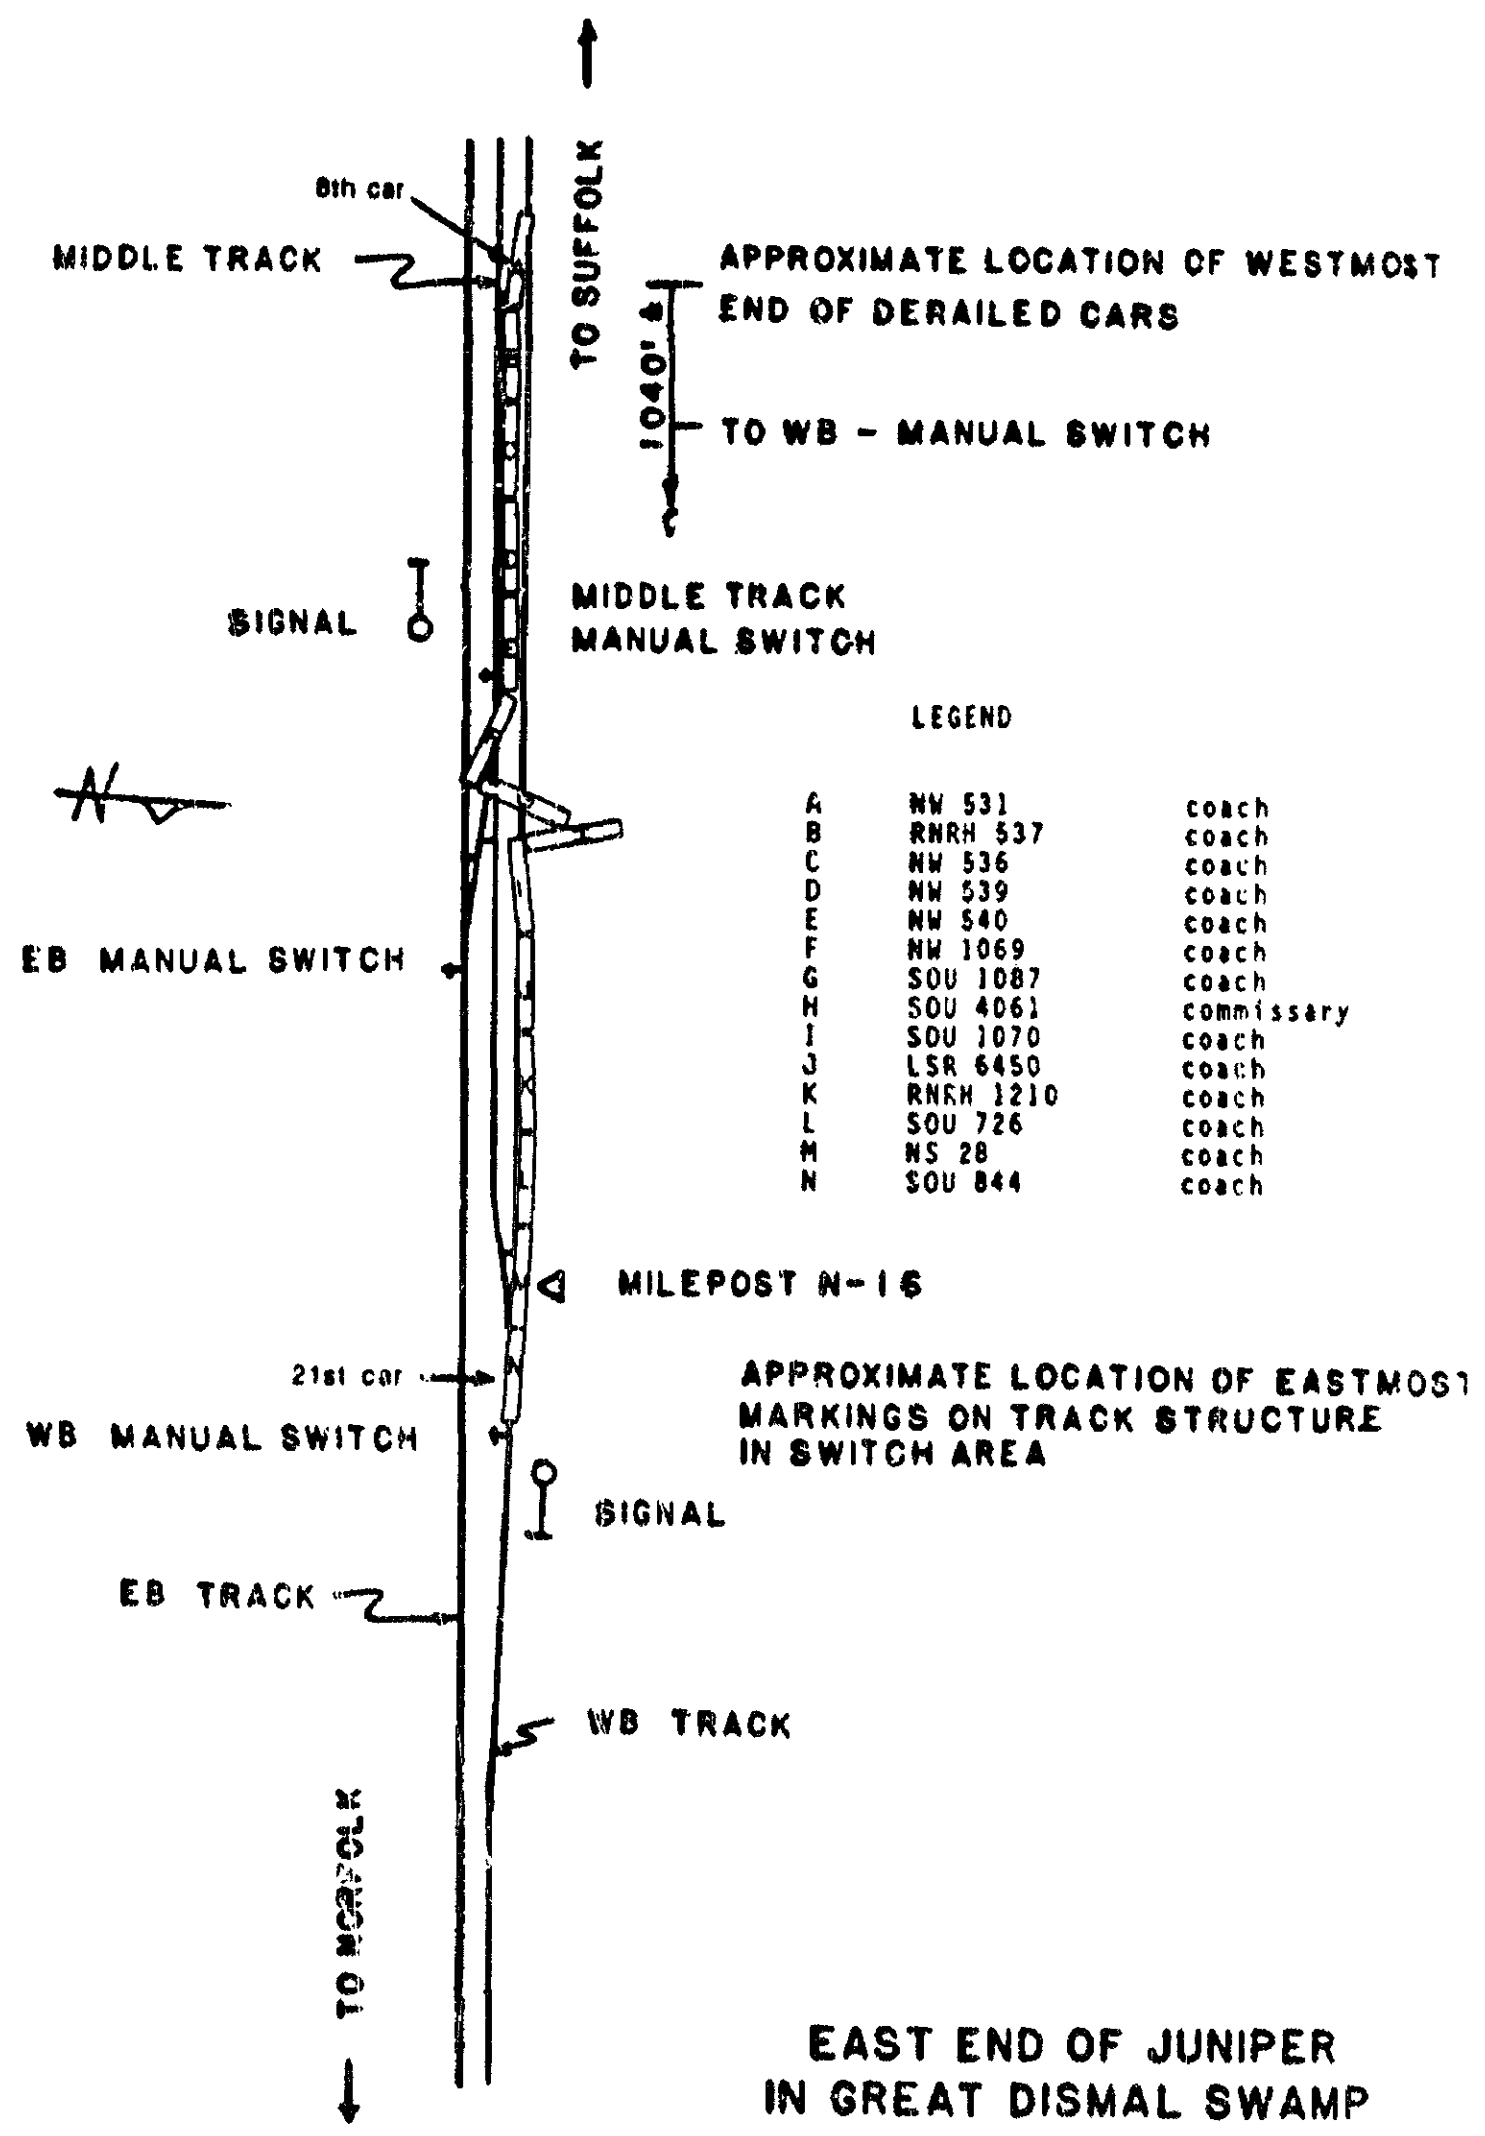 TO SUFFOLK
8th car
MIDDLE TRACK
APPROXIMATE LOCATION OF WESTMOST
END OF DERAILED CARS
1040' ±
TO WB - MANUAL SWITCH
SIGNAL
MIDDLE TRACK
MANUAL SWITCH
N
LEGEND
A NW 531 coach
B RNRH 537 coach
C NW 536 coach
D NW 539 coach
E NW 540 coach
F NW 1069 coach
G SOU 1087 coach
H SOU 4061 commissary
I SOU 1070 coach
J LSR 6450 coach
K RNRH 1210 coach
L SOU 726 coach
M NS 28 coach
N SOU 844 coach
EB MANUAL SWITCH
MILEPOST N-15
21st car
APPROXIMATE LOCATION OF EASTMOST
MARKINGS ON TRACK STRUCTURE
IN SWITCH AREA
WB MANUAL SWITCH
SIGNAL
EB TRACK
WB TRACK
TO NORFOLK
EAST END OF JUNIPER
IN GREAT DISMAL SWAMP